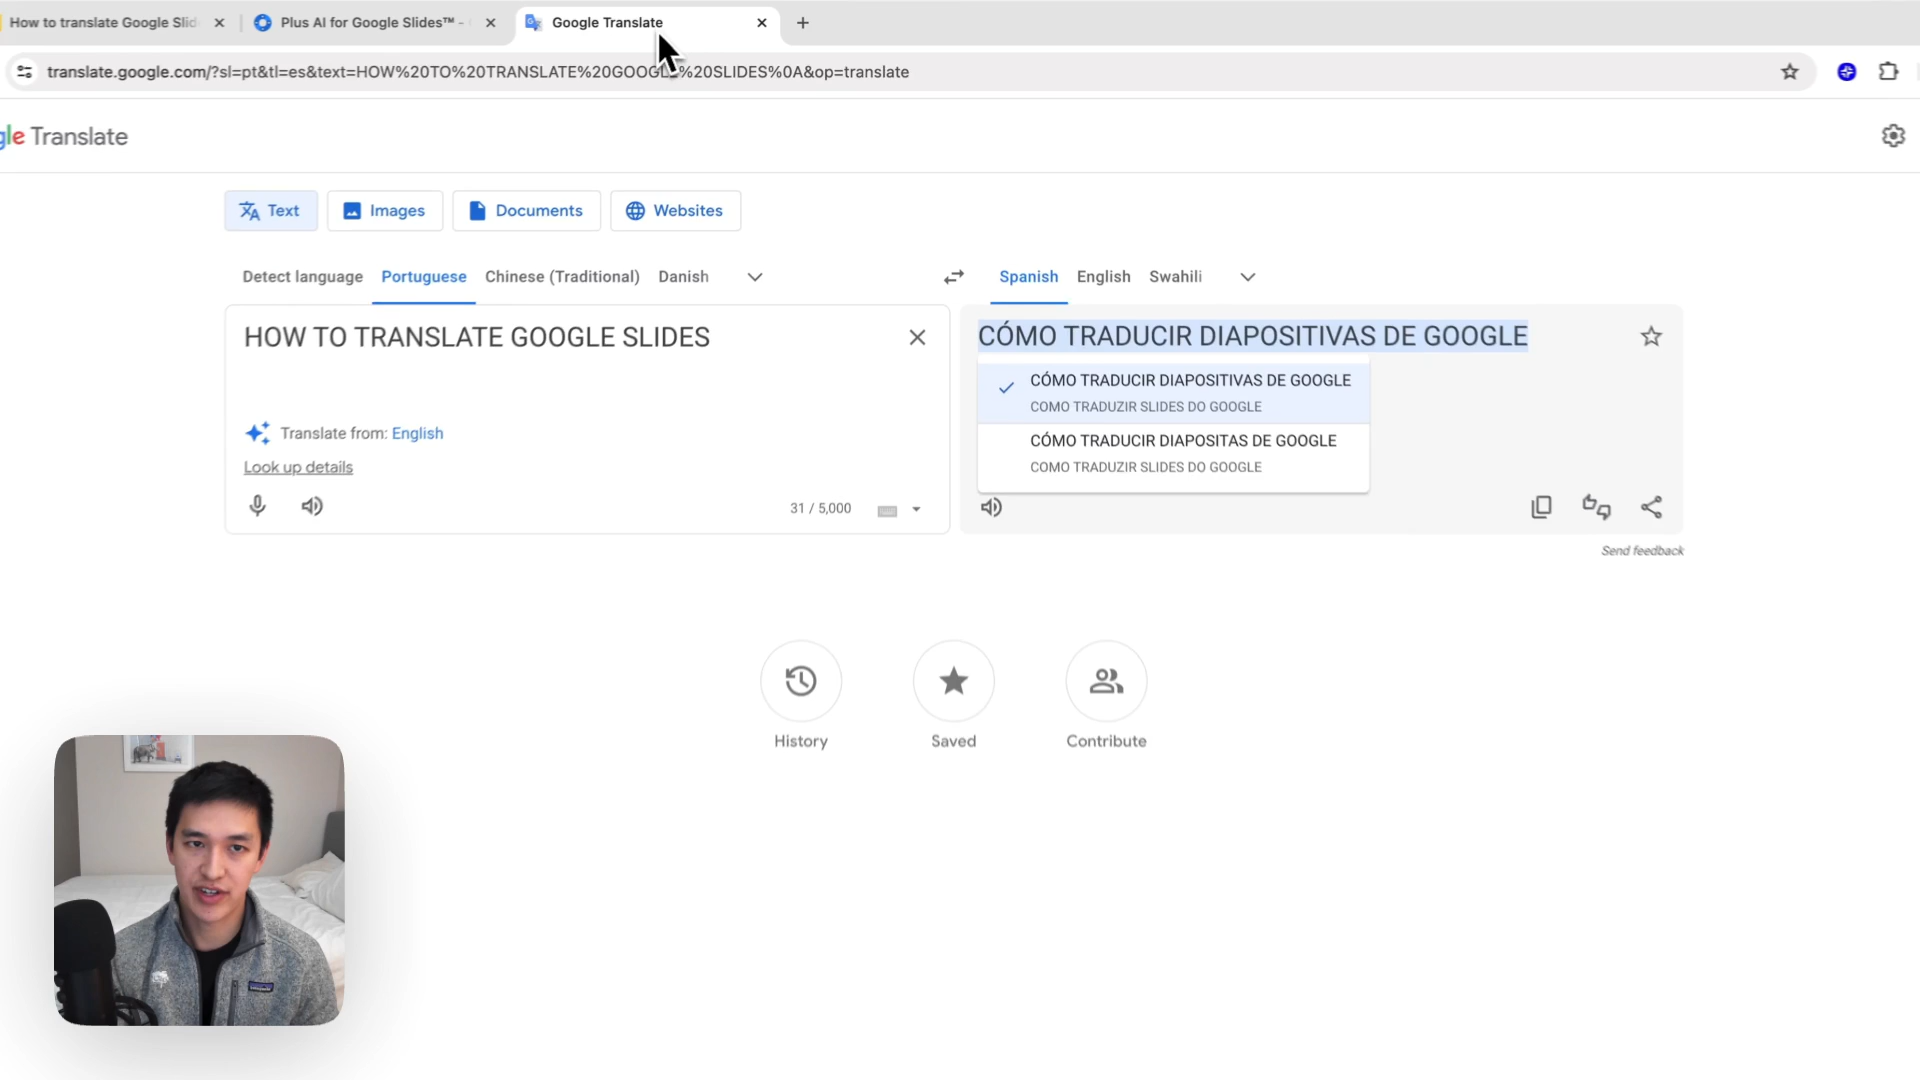 How to translate Google Slid
Plus AI for Google Slides™ -
Google Translate
translate.google.com/?sl=pt&tl=es&text=HOW%20TO%20TRANSLATE%20GOOGL %20SLIDES%0A&op=translate
gle Translate
Text
Images
Documents
Websites
Detect language
Portuguese
Chinese (Traditional)
Danish
Spanish
English
Swahili
HOW TO TRANSLATE GOOGLE SLIDES
CÓMO TRADUCIR DIAPOSITIVAS DE GOOGLE
CÓMO TRADUCIR DIAPOSITIVAS DE GOOGLE
COMO TRADUZIR SLIDES DO GOOGLE
CÓMO TRADUCIR DIAPOSITAS DE GOOGLE
COMO TRADUZIR SLIDES DO GOOGLE
Translate from: English
Look up details
31 / 5,000
Send feedback
History
Saved
Contribute